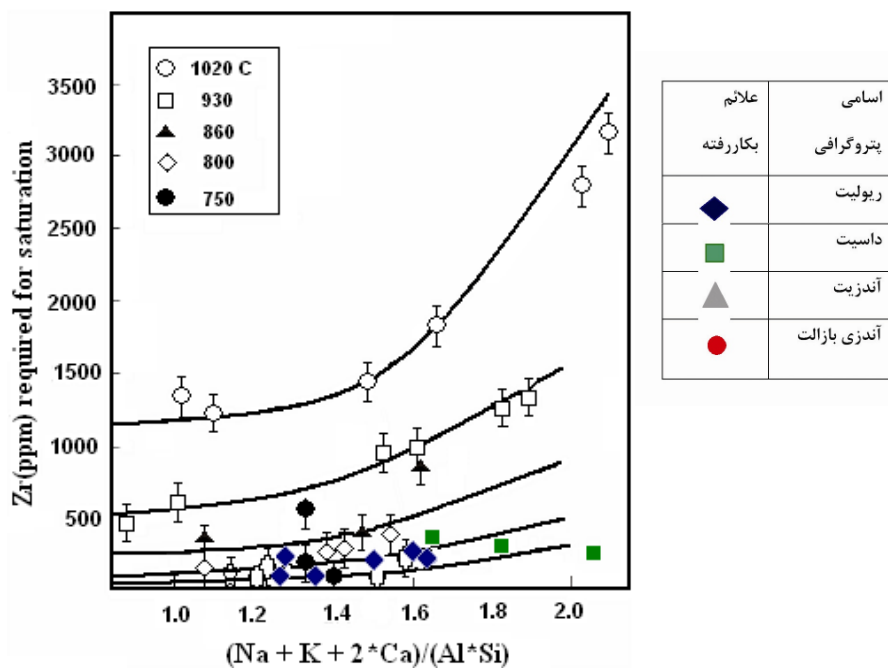 1020 C
930
860
800
750
3500
3000
2500
2000
1500
1000
500
Zr(ppm) required for saturation
1.0 1.2 1.4 1.6 1.8 2.0
(Na + K + 2*Ca)/(Al*Si)
اسامی پتروگرافی
علائم بکاررفته
ریولیت
داسیت
آندزیت
آندزی بازالت